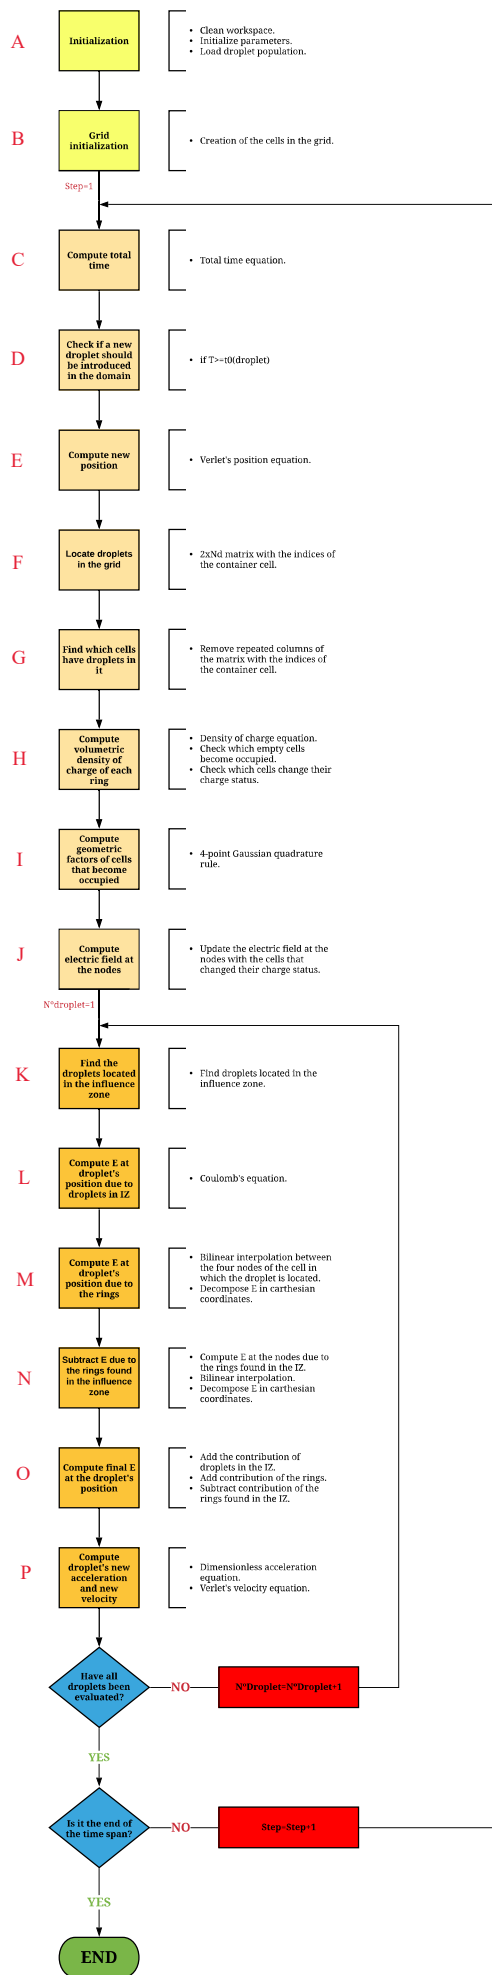 A
Initialization
• Clean workspace.
• Initialize parameters.
• Load droplet population.
B
Grid
initialization
• Creation of the cells in the grid.
Step=1
C
Compute total
time
• Total time equation.
D
Check if a new
droplet should
be introduced
in the domain
• if T>=t0(droplet)
E
Compute new
position
• Verlet's position equation.
F
Locate droplets
in the grid
• 2xNd matrix with the indices of
the container cell.
G
Find which cells
have droplets in
it
• Remove repeated columns of
the matrix with the indices of
the container cell.
H
Compute
volumetric
density of
charge of each
ring
• Density of charge equation.
• Check which empty cells
become occupied.
• Check which cells change their
charge status.
I
Compute
geometric
factors of cells
that become
occupied
• 4-point Gaussian quadrature
rule.
J
Compute
electric field at
the nodes
• Update the electric field at the
nodes with the cells that
changed their charge status.
N°droplet=1
K
Find the
droplets located
in the influence
zone
• Find droplets located in the
influence zone.
L
Compute E at
droplet's
position due to
droplets in IZ
• Coulomb's equation.
M
Compute E at
droplet's
position due to
the rings
• Bilinear interpolation between
the four nodes of the cell in
which the droplet is located.
• Decompose E in carthesian
coordinates.
N
Subtract E due to
the rings found
in the influence
zone
• Compute E at the nodes due to
the rings found in the IZ.
• Bilinear interpolation.
• Decompose E in carthesian
coordinates.
O
Compute final E
at the droplet's
position
• Add the contribution of
droplets in the IZ.
• Add contribution of the rings.
• Subtract contribution of the
rings found in the IZ.
P
Compute
droplet's new
acceleration
and new
velocity
• Dimensionless acceleration
equation.
• Verlet's velocity equation.
Have all
droplets been
evaluated?
NO
N°Droplet=N°Droplet+1
YES
Is it the end of
the time span?
NO
Step=Step+1
YES
END